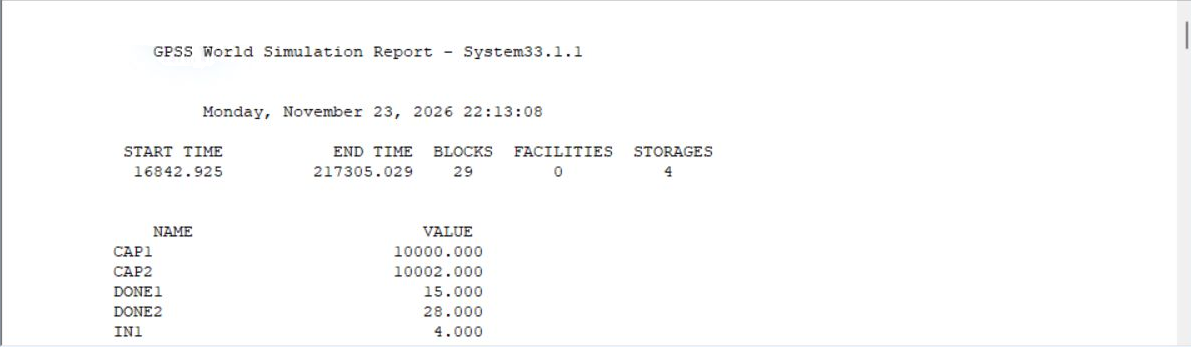 GPSS World Simulation Report - System33.1.1
Monday, November 23, 2026 22:13:08
START TIME END TIME BLOCKS FACILITIES STORAGES
16842.925 217305.029 29 0 4
NAME VALUE
CAP1 10000.000
CAP2 10002.000
DONE1 15.000
DONE2 28.000
IN1 4.000